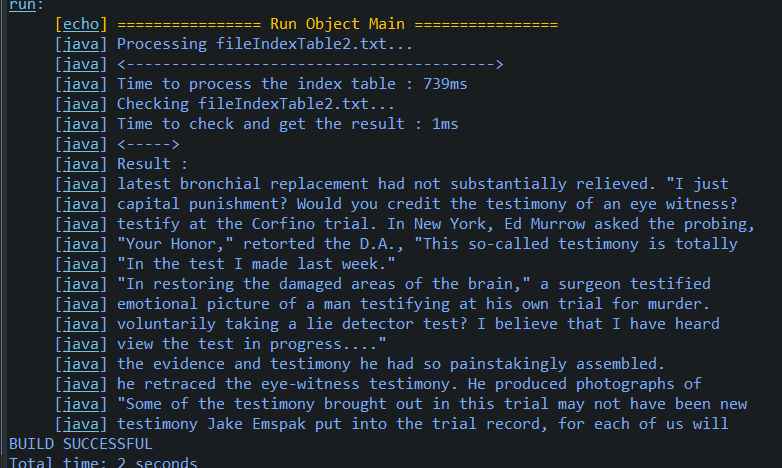 run:
[echo] ================ Run Object Main ================
[java] Processing fileIndexTable2.txt...
[java] <----------------------------------------->
[java] Time to process the index table : 739ms
[java] Checking fileIndexTable2.txt...
[java] Time to check and get the result : 1ms
[java] <----->
[java] Result :
[java] latest bronchial replacement had not substantially relieved. "I just
[java] capital punishment? Would you credit the testimony of an eye witness?
[java] testify at the Corfino trial. In New York, Ed Murrow asked the probing,
[java] "Your Honor," retorted the D.A., "This so-called testimony is totally
[java] "In the test I made last week."
[java] "In restoring the damaged areas of the brain," a surgeon testified
[java] emotional picture of a man testifying at his own trial for murder.
[java] voluntarily taking a lie detector test? I believe that I have heard
[java] view the test in progress...."
[java] the evidence and testimony he had so painstakingly assembled.
[java] he retraced the eye-witness testimony. He produced photographs of
[java] "Some of the testimony brought out in this trial may not have been new
[java] testimony Jake Emspak put into the trial record, for each of us will
BUILD SUCCESSFUL
Total time: 2 seconds